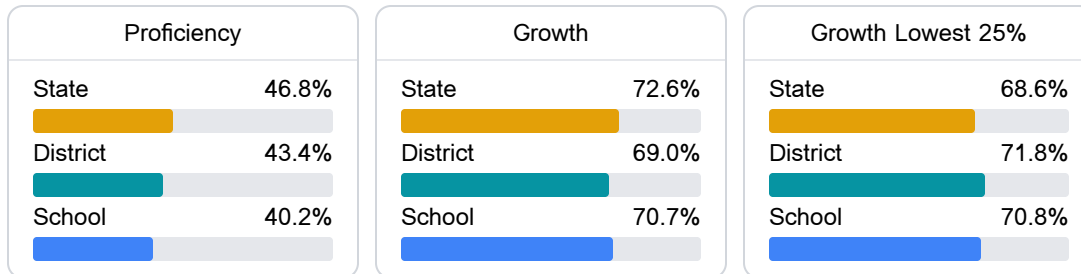 Proficiency
State 46.8%
District 43.4%
School 40.2%
Growth
State 72.6%
District 69.0%
School 70.7%
Growth Lowest 25%
State 68.6%
District 71.8%
School 70.8%